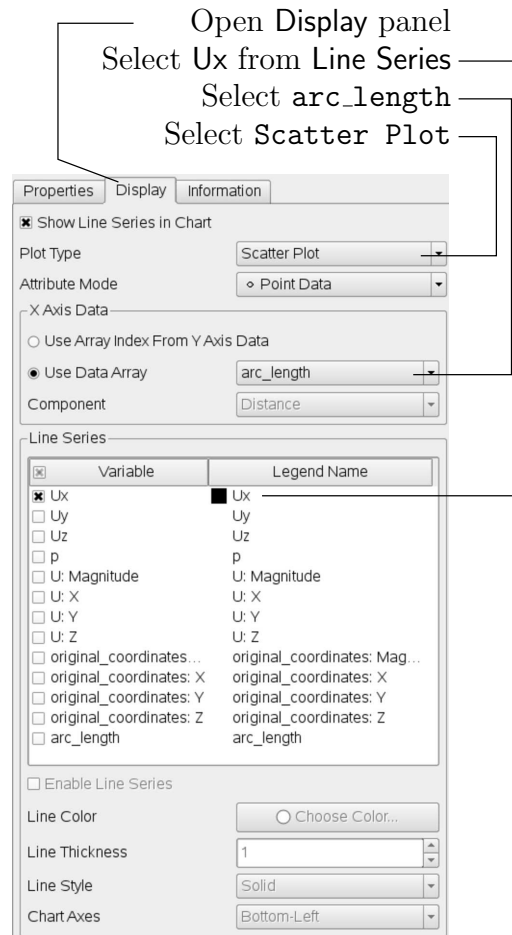 Open Display panel
Select Ux from Line Series
Select arc_length
Select Scatter Plot
Properties Display Information
Show Line Series in Chart
Plot Type Scatter Plot
Attribute Mode Point Data
X Axis Data
Use Array Index From Y Axis Data
Use Data Array arc_length
Component Distance
Line Series
Variable Legend Name
Ux Ux
Uy Uy
Uz Uz
p p
U: Magnitude U: Magnitude
U: X U: X
U: Y U: Y
U: Z U: Z
original_coordinates... original_coordinates: Mag...
original_coordinates: X original_coordinates: X
original_coordinates: Y original_coordinates: Y
original_coordinates: Z original_coordinates: Z
arc_length arc_length
Enable Line Series
Line Color Choose Color...
Line Thickness 1
Line Style Solid
Chart Axes Bottom-Left